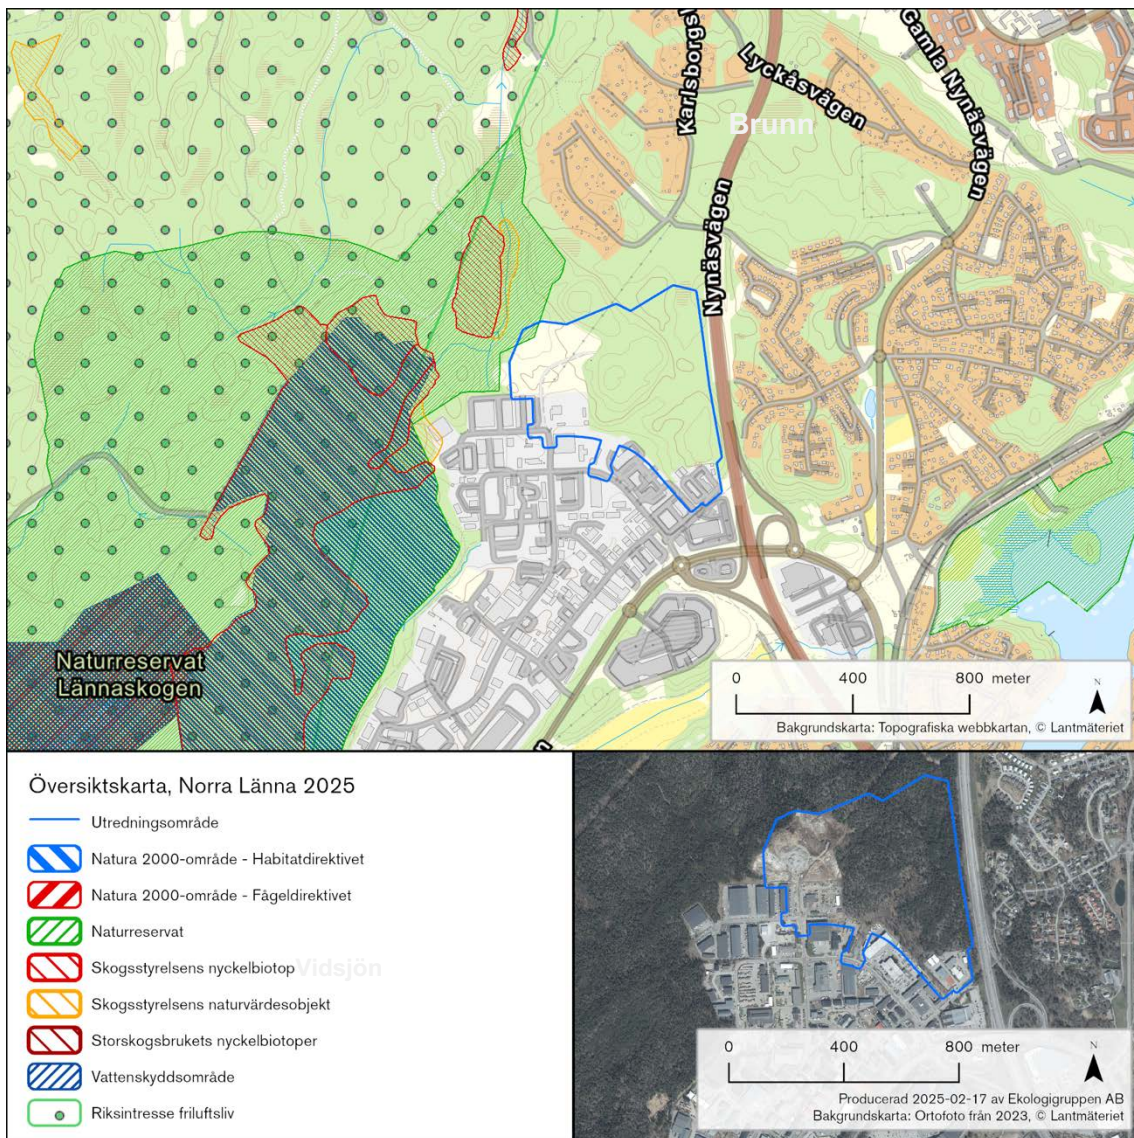 Karlsborgsv
Lyckåsvägen
Gamla Nynäsvägen
Brunn
Nynäsvägen
Naturreservat
Lännaskogen
0 400 800 meter
N
Bakgrundskarta: Topografiska webbkartan, © Lantmäteriet
Översiktskarta, Norra Länna 2025
Utredningsområde
Natura 2000-område - Habitatdirektivet
Natura 2000-område - Fågeldirektivet
Naturreservat
Skogsstyrelsens nyckelbiotop
Vidsjön
Skogsstyrelsens naturvärdesobjekt
Storskogsbrukets nyckelbiotoper
Vattenskyddsområde
Riksintresse friluftsliv
0 400 800 meter
N
Producerad 2025-02-17 av Ekologigruppen AB
Bakgrundskarta: Ortofoto från 2023, © Lantmäteriet